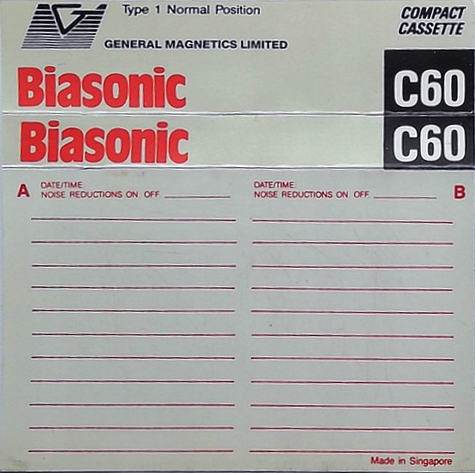 Type 1 Normal Position
COMPACT
CASSETTE
GENERAL MAGNETICS LIMITED
Biasonic C60
Biasonic C60
A DATE/TIME: DATE/TIME: B
NOISE REDUCTIONS ON OFF NOISE REDUCTIONS ON OFF
Made in Singapore